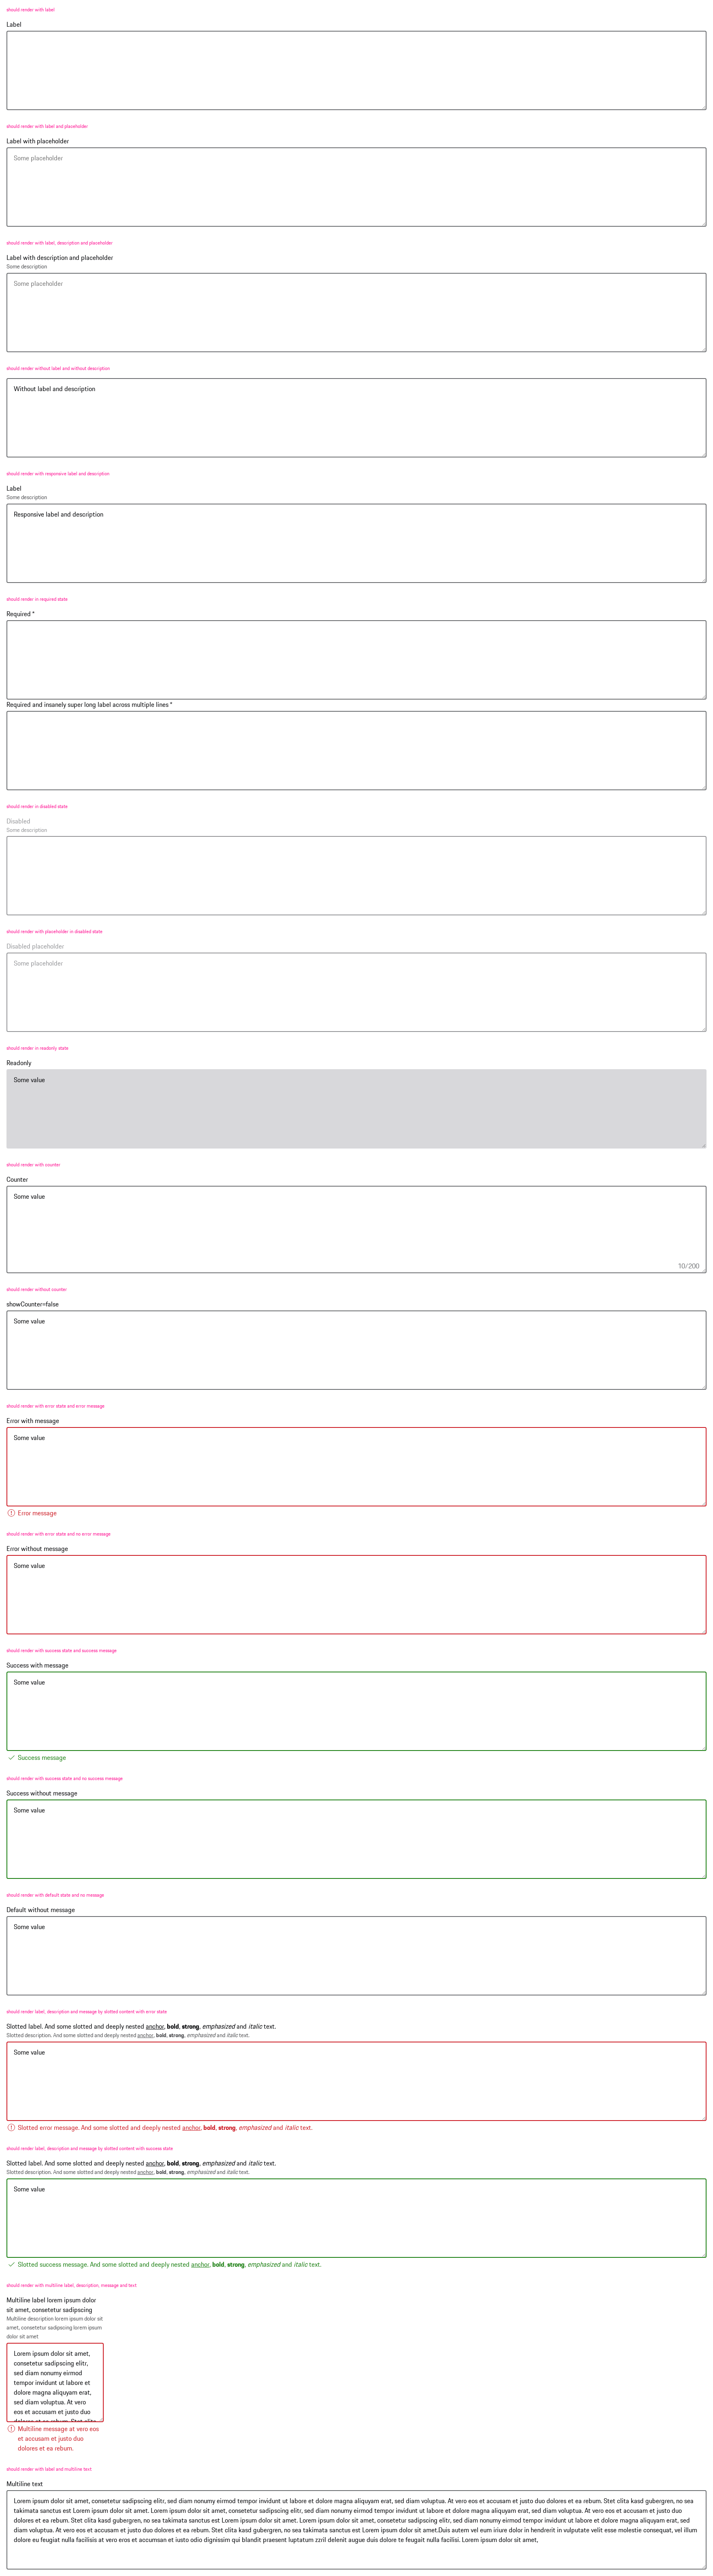 should render with label
Label
should render with label and placeholder
Label with placeholder
Some placeholder
should render with label, description and placeholder
Label with description and placeholder
Some description
Some placeholder
should render without label and without description
Without label and description
should render with responsive label and description
Label
Some description
Responsive label and description
should render in required state
Required *
Required and insanely super long label across multiple lines *
should render in disabled state
Disabled
Some description
should render with placeholder in disabled state
Disabled placeholder
Some placeholder
should render in readonly state
Readonly
Some value
should render with counter
Counter
Some value
10/200
should render without counter
showCounter=false
Some value
should render with error state and error message
Error with message
Some value
Error message
should render with error state and no error message
Error without message
Some value
should render with success state and success message
Success with message
Some value
Success message
should render with success state and no success message
Success without message
Some value
should render with default state and no message
Default without message
Some value
should render label, description and message by slotted content with error state
Slotted label. And some slotted and deeply nested anchor, bold, strong, emphasized and italic text.
Slotted description. And some slotted and deeply nested anchor, bold, strong, emphasized and italic text.
Some value
Slotted error message. And some slotted and deeply nested anchor, bold, strong, emphasized and italic text.
should render label, description and message by slotted content with success state
Slotted label. And some slotted and deeply nested anchor, bold, strong, emphasized and italic text.
Slotted description. And some slotted and deeply nested anchor, bold, strong, emphasized and italic text.
Some value
Slotted success message. And some slotted and deeply nested anchor, bold, strong, emphasized and italic text.
should render with multiline label, description, message and text
Multiline label lorem ipsum dolor
sit amet, consetetur sadipscing
Multiline description lorem ipsum dolor sit
amet, consetetur sadipscing lorem ipsum
dolor sit amet
Lorem ipsum dolor sit amet,
consetetur sadipscing elitr,
sed diam nonumy eirmod
tempor invidunt ut labore et
dolore magna aliquyam erat,
sed diam voluptua. At vero
eos et accusam et justo duo
dolores et ea rebum. Stet clita
Multiline message at vero eos
et accusam et justo duo
dolores et ea rebum.
should render with label and multiline text
Multiline text
Lorem ipsum dolor sit amet, consetetur sadipscing elitr, sed diam nonumy eirmod tempor invidunt ut labore et dolore magna aliquyam erat, sed diam voluptua. At vero eos et accusam et justo duo dolores et ea rebum. Stet clita kasd gubergren, no sea
takimata sanctus est Lorem ipsum dolor sit amet. Lorem ipsum dolor sit amet, consetetur sadipscing elitr, sed diam nonumy eirmod tempor invidunt ut labore et dolore magna aliquyam erat, sed diam voluptua. At vero eos et accusam et justo duo
dolores et ea rebum. Stet clita kasd gubergren, no sea takimata sanctus est Lorem ipsum dolor sit amet. Lorem ipsum dolor sit amet, consetetur sadipscing elitr, sed diam nonumy eirmod tempor invidunt ut labore et dolore magna aliquyam erat, sed
diam voluptua. At vero eos et accusam et justo duo dolores et ea rebum. Stet clita kasd gubergren, no sea takimata sanctus est Lorem ipsum dolor sit amet.Duis autem vel eum iriure dolor in hendrerit in vulputate velit esse molestie consequat, vel illum
dolore eu feugiat nulla facilisis at vero eros et accumsan et iusto odio dignissim qui blandit praesent luptatum zzril delenit augue duis dolore te feugait nulla facilisi. Lorem ipsum dolor sit amet,